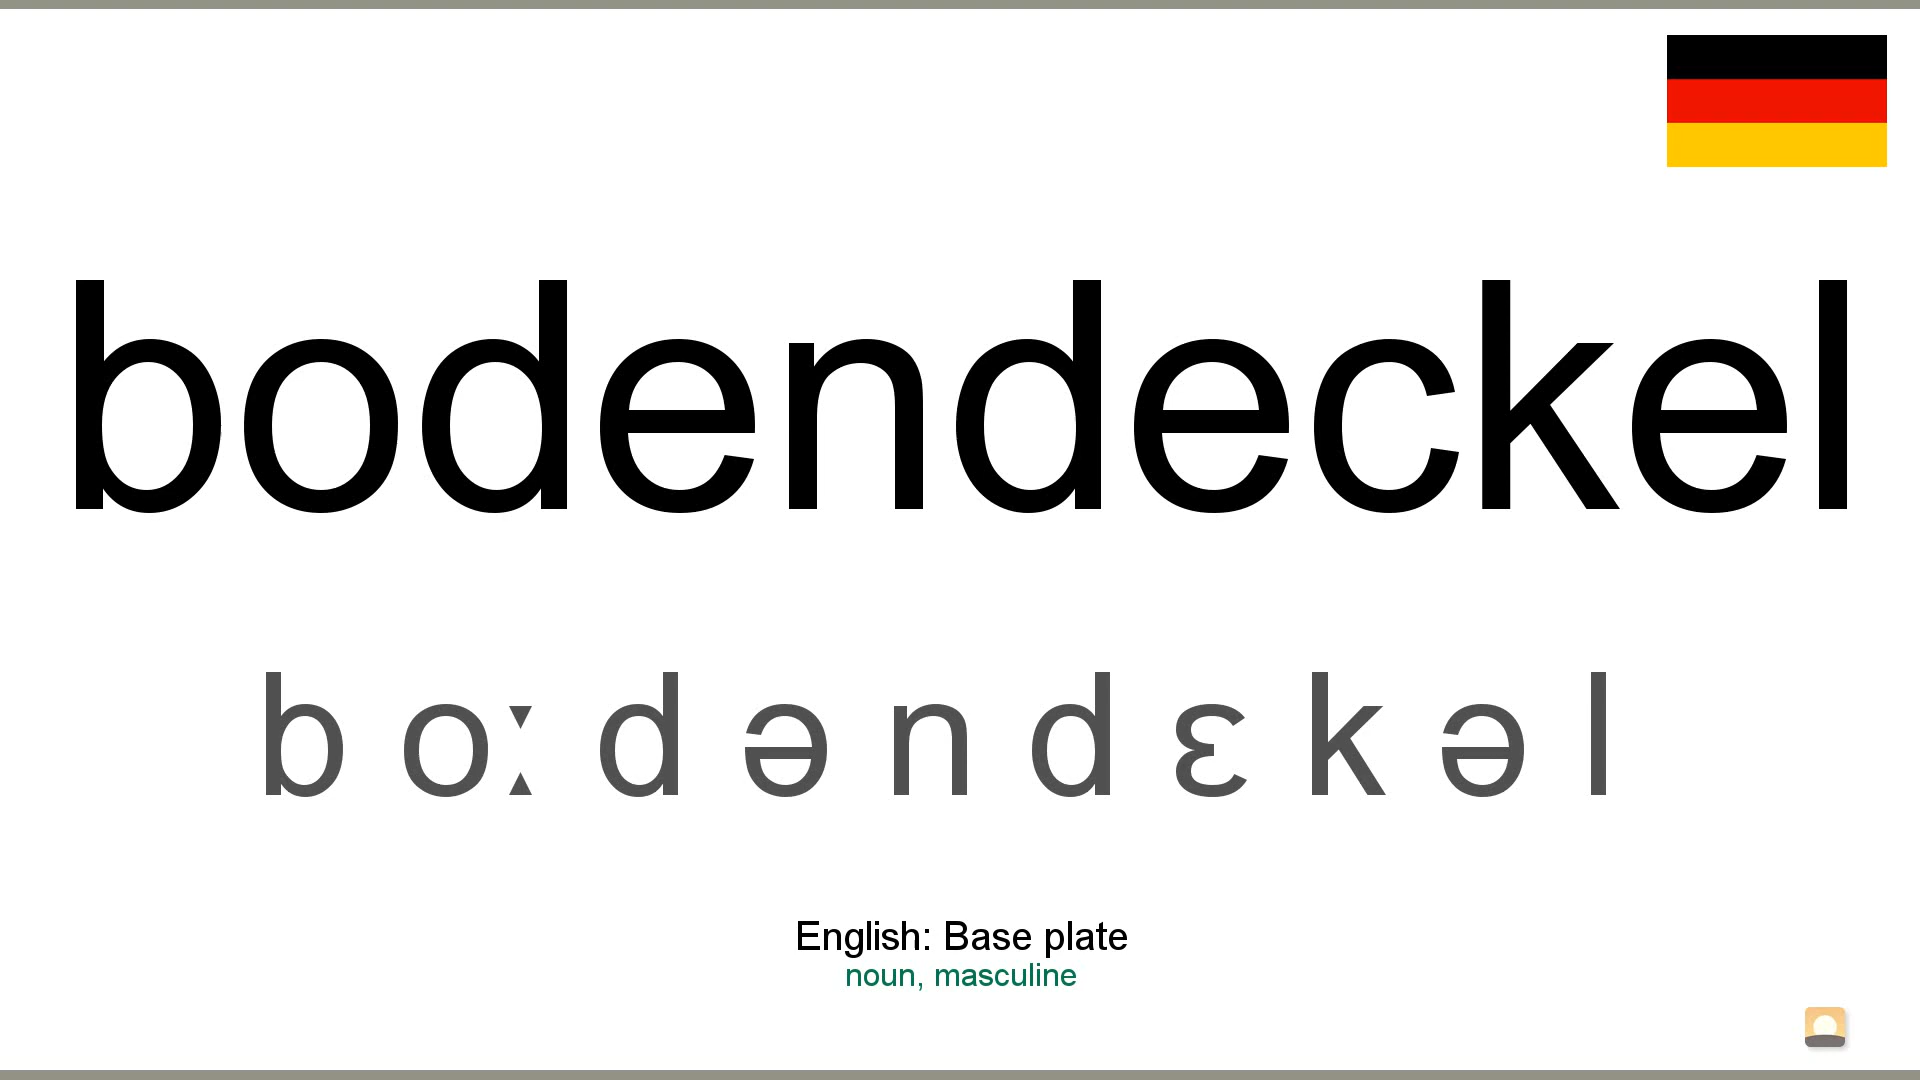 bodendeckel
b oː d ə n d ɛ k ə l
English: Base plate
noun, masculine